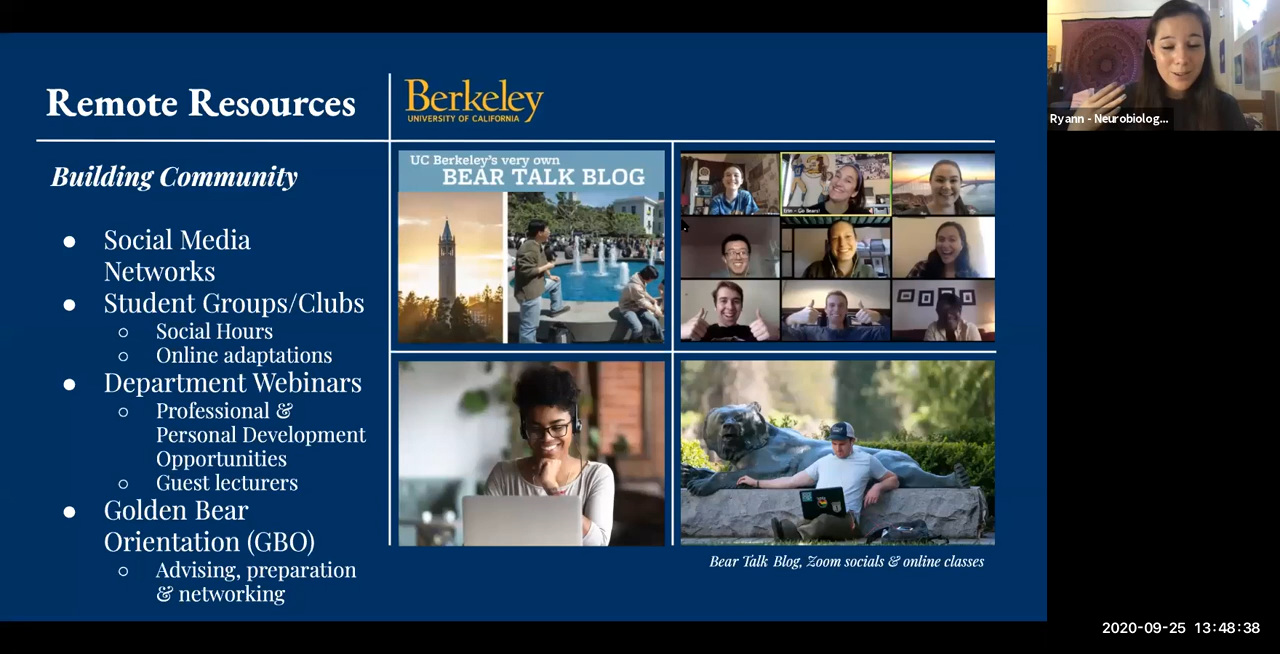 Remote Resources
Berkeley
UNIVERSITY OF CALIFORNIA
Building Community
● Social Media
Networks
● Student Groups/Clubs
○ Social Hours
○ Online adaptations
● Department Webinars
○ Professional &
Personal Development
Opportunities
○ Guest lecturers
● Golden Bear
Orientation (GBO)
○ Advising, preparation
& networking
UC Berkeley's very own
BEAR TALK BLOG
Bear Talk Blog, Zoom socials & online classes
Ryann - Neurobiolog...
2020-09-25 13:48:38